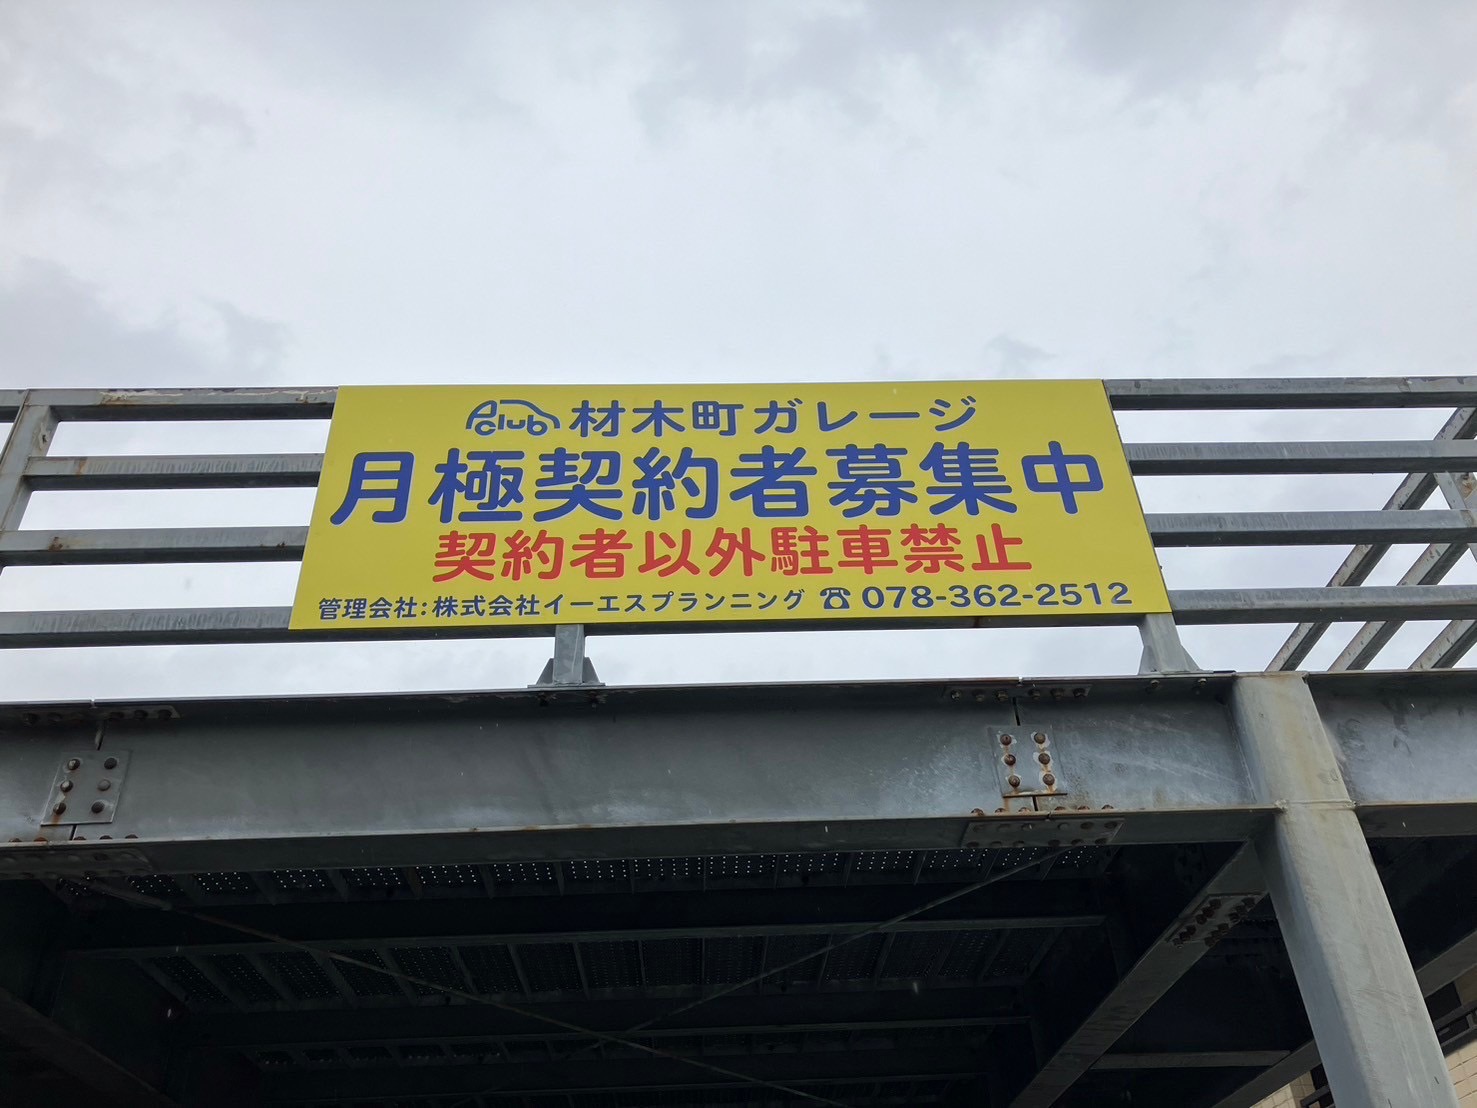 Pclub 材木町ガレージ
月極契約者募集中
契約者以外駐車禁止
管理会社:株式会社イーエスプランニング ☎078-362-2512